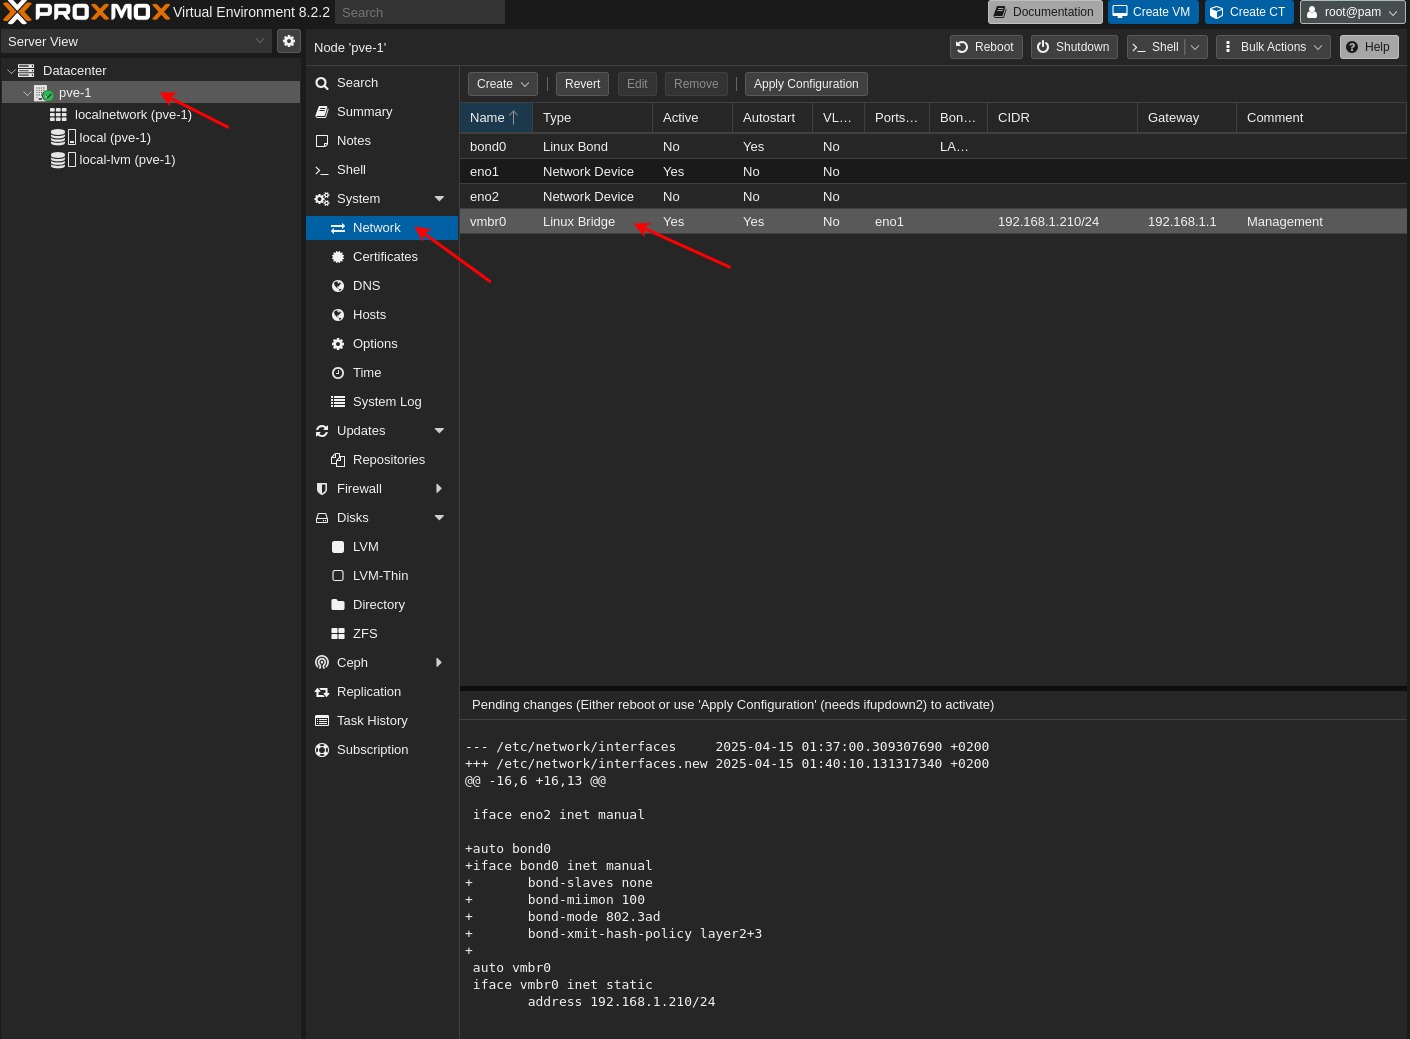 PROXMOX Virtual Environment 8.2.2 Search Documentation Create VM Create CT root@pam
Server View
Node 'pve-1' Reboot Shutdown Shell Bulk Actions Help
Datacenter
pve-1
localnetwork (pve-1)
local (pve-1)
local-lvm (pve-1)
Search
Summary
Notes
Shell
System
Network
Certificates
DNS
Hosts
Options
Time
System Log
Updates
Repositories
Firewall
Disks
LVM
LVM-Thin
Directory
ZFS
Ceph
Replication
Task History
Subscription
Create Revert Edit Remove Apply Configuration
Name Type Active Autostart VL... Ports... Bon... CIDR Gateway Comment
bond0 Linux Bond No Yes No LA...
eno1 Network Device Yes No No
eno2 Network Device No No No
vmbr0 Linux Bridge Yes Yes No eno1 192.168.1.210/24 192.168.1.1 Management
Pending changes (Either reboot or use 'Apply Configuration' (needs ifupdown2) to activate)
--- /etc/network/interfaces     2025-04-15 01:37:00.309307690 +0200
+++ /etc/network/interfaces.new 2025-04-15 01:40:10.131317340 +0200
@@ -16,6 +16,13 @@
 iface eno2 inet manual
+auto bond0
+iface bond0 inet manual
+       bond-slaves none
+       bond-miimon 100
+       bond-mode 802.3ad
+       bond-xmit-hash-policy layer2+3
+
 auto vmbr0
 iface vmbr0 inet static
        address 192.168.1.210/24